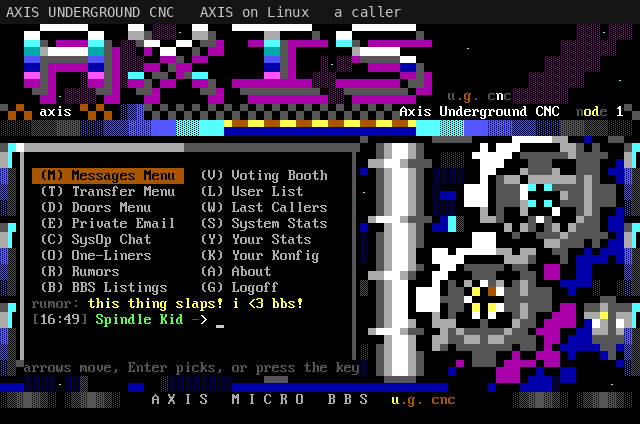 AXIS UNDERGROUND CNC   AXIS on Linux   a caller
AXIS
u.g. cnc
axis
Axis Underground CNC   node 1
(M) Messages Menu   (V) Voting Booth
(T) Transfer Menu   (L) User List
(D) Doors Menu   (W) Last Callers
(E) Private Email   (S) System Stats
(C) SysOp Chat   (Y) Your Stats
(O) One-Liners   (K) Your Konfig
(R) Rumors   (A) About
(B) BBS Listings   (G) Logoff
rumor: this thing slaps! i <3 bbs!
[16:49] Spindle Kid -> _
arrows move, Enter picks, or press the key
AXIS MICRO BBS   u.g. cnc